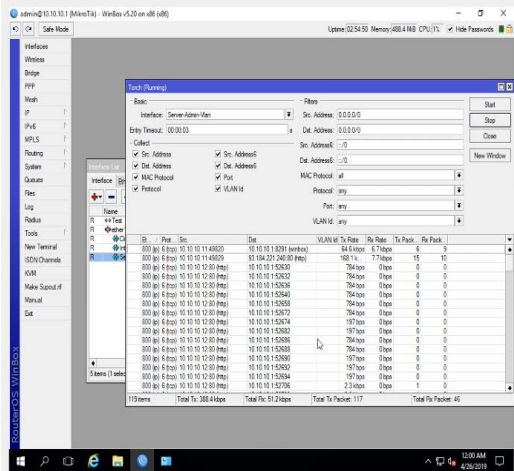 admin@10.10.10.1 (MikroTik) - WinBox v5.20 on x86 (x86)
Safe Mode
Uptime: 02:54:50 Memory: 488.4 MiB CPU: 1% Hide Passwords
Interfaces
Wireless
Bridge
PPP
Mesh
IP
IPv6
MPLS
Routing
System
Queues
Files
Log
Radius
Tools
New Terminal
ISDN Channels
KVM
Make Supout.rif
Manual
Exit
RouterOS WinBox
Interface List
Interface
Name
R
R
R
R
R
Torch (Running)
Basic
Interface: Server-Admin-Vlan
Entry Timeout: 00:00:03 s
Collect
Src. Address
Src. Address6
Dst. Address
Dst. Address6
MAC Protocol
Port
Protocol
VLAN Id
Filters
Src. Address: 0.0.0.0/0
Dst. Address: 0.0.0.0/0
Src. Address6: ::/0
Dst. Address6: ::/0
MAC Protocol: all
Protocol: any
Port: any
VLAN Id: any
Start
Stop
Close
New Window
Et... Prot... Src. Dst. VLAN Id Tx Rate Rx Rate Tx Pack... Rx Pack...
800 (ip) 6 (tcp) 10.10.10.11:49820 10.10.10.1:8291 (winbox) 64.6 kbps 6.7 kbps 6 9
800 (ip) 6 (tcp) 10.10.10.11:49829 93.184.221.240:80 (http) 168.1 k... 7.7 kbps 15 10
800 (ip) 6 (tcp) 10.10.10.12:80 (http) 10.10.10.1:52630 784 bps 0 bps 0 0
800 (ip) 6 (tcp) 10.10.10.12:80 (http) 10.10.10.1:52632 784 bps 0 bps 0 0
800 (ip) 6 (tcp) 10.10.10.12:80 (http) 10.10.10.1:52636 784 bps 0 bps 0 0
800 (ip) 6 (tcp) 10.10.10.12:80 (http) 10.10.10.1:52640 784 bps 0 bps 0 0
800 (ip) 6 (tcp) 10.10.10.12:80 (http) 10.10.10.1:52658 784 bps 0 bps 0 0
800 (ip) 6 (tcp) 10.10.10.12:80 (http) 10.10.10.1:52672 784 bps 0 bps 0 0
800 (ip) 6 (tcp) 10.10.10.12:80 (http) 10.10.10.1:52674 197 bps 0 bps 0 0
800 (ip) 6 (tcp) 10.10.10.12:80 (http) 10.10.10.1:52682 197 bps 0 bps 0 0
800 (ip) 6 (tcp) 10.10.10.12:80 (http) 10.10.10.1:52686 784 bps 0 bps 0 0
800 (ip) 6 (tcp) 10.10.10.12:80 (http) 10.10.10.1:52688 784 bps 0 bps 0 0
800 (ip) 6 (tcp) 10.10.10.12:80 (http) 10.10.10.1:52690 197 bps 0 bps 0 0
800 (ip) 6 (tcp) 10.10.10.12:80 (http) 10.10.10.1:52692 197 bps 0 bps 0 0
800 (ip) 6 (tcp) 10.10.10.12:80 (http) 10.10.10.1:52694 197 bps 0 bps 0 0
800 (ip) 6 (tcp) 10.10.10.12:80 (http) 10.10.10.1:52706 2.3 kbps 0 bps 1 0
119 items Total Tx: 388.4 kbps Total Rx: 51.2 kbps Total Tx Packet: 117 Total Rx Packet: 46
5 items (1 selec
12:00 AM
4/26/2019